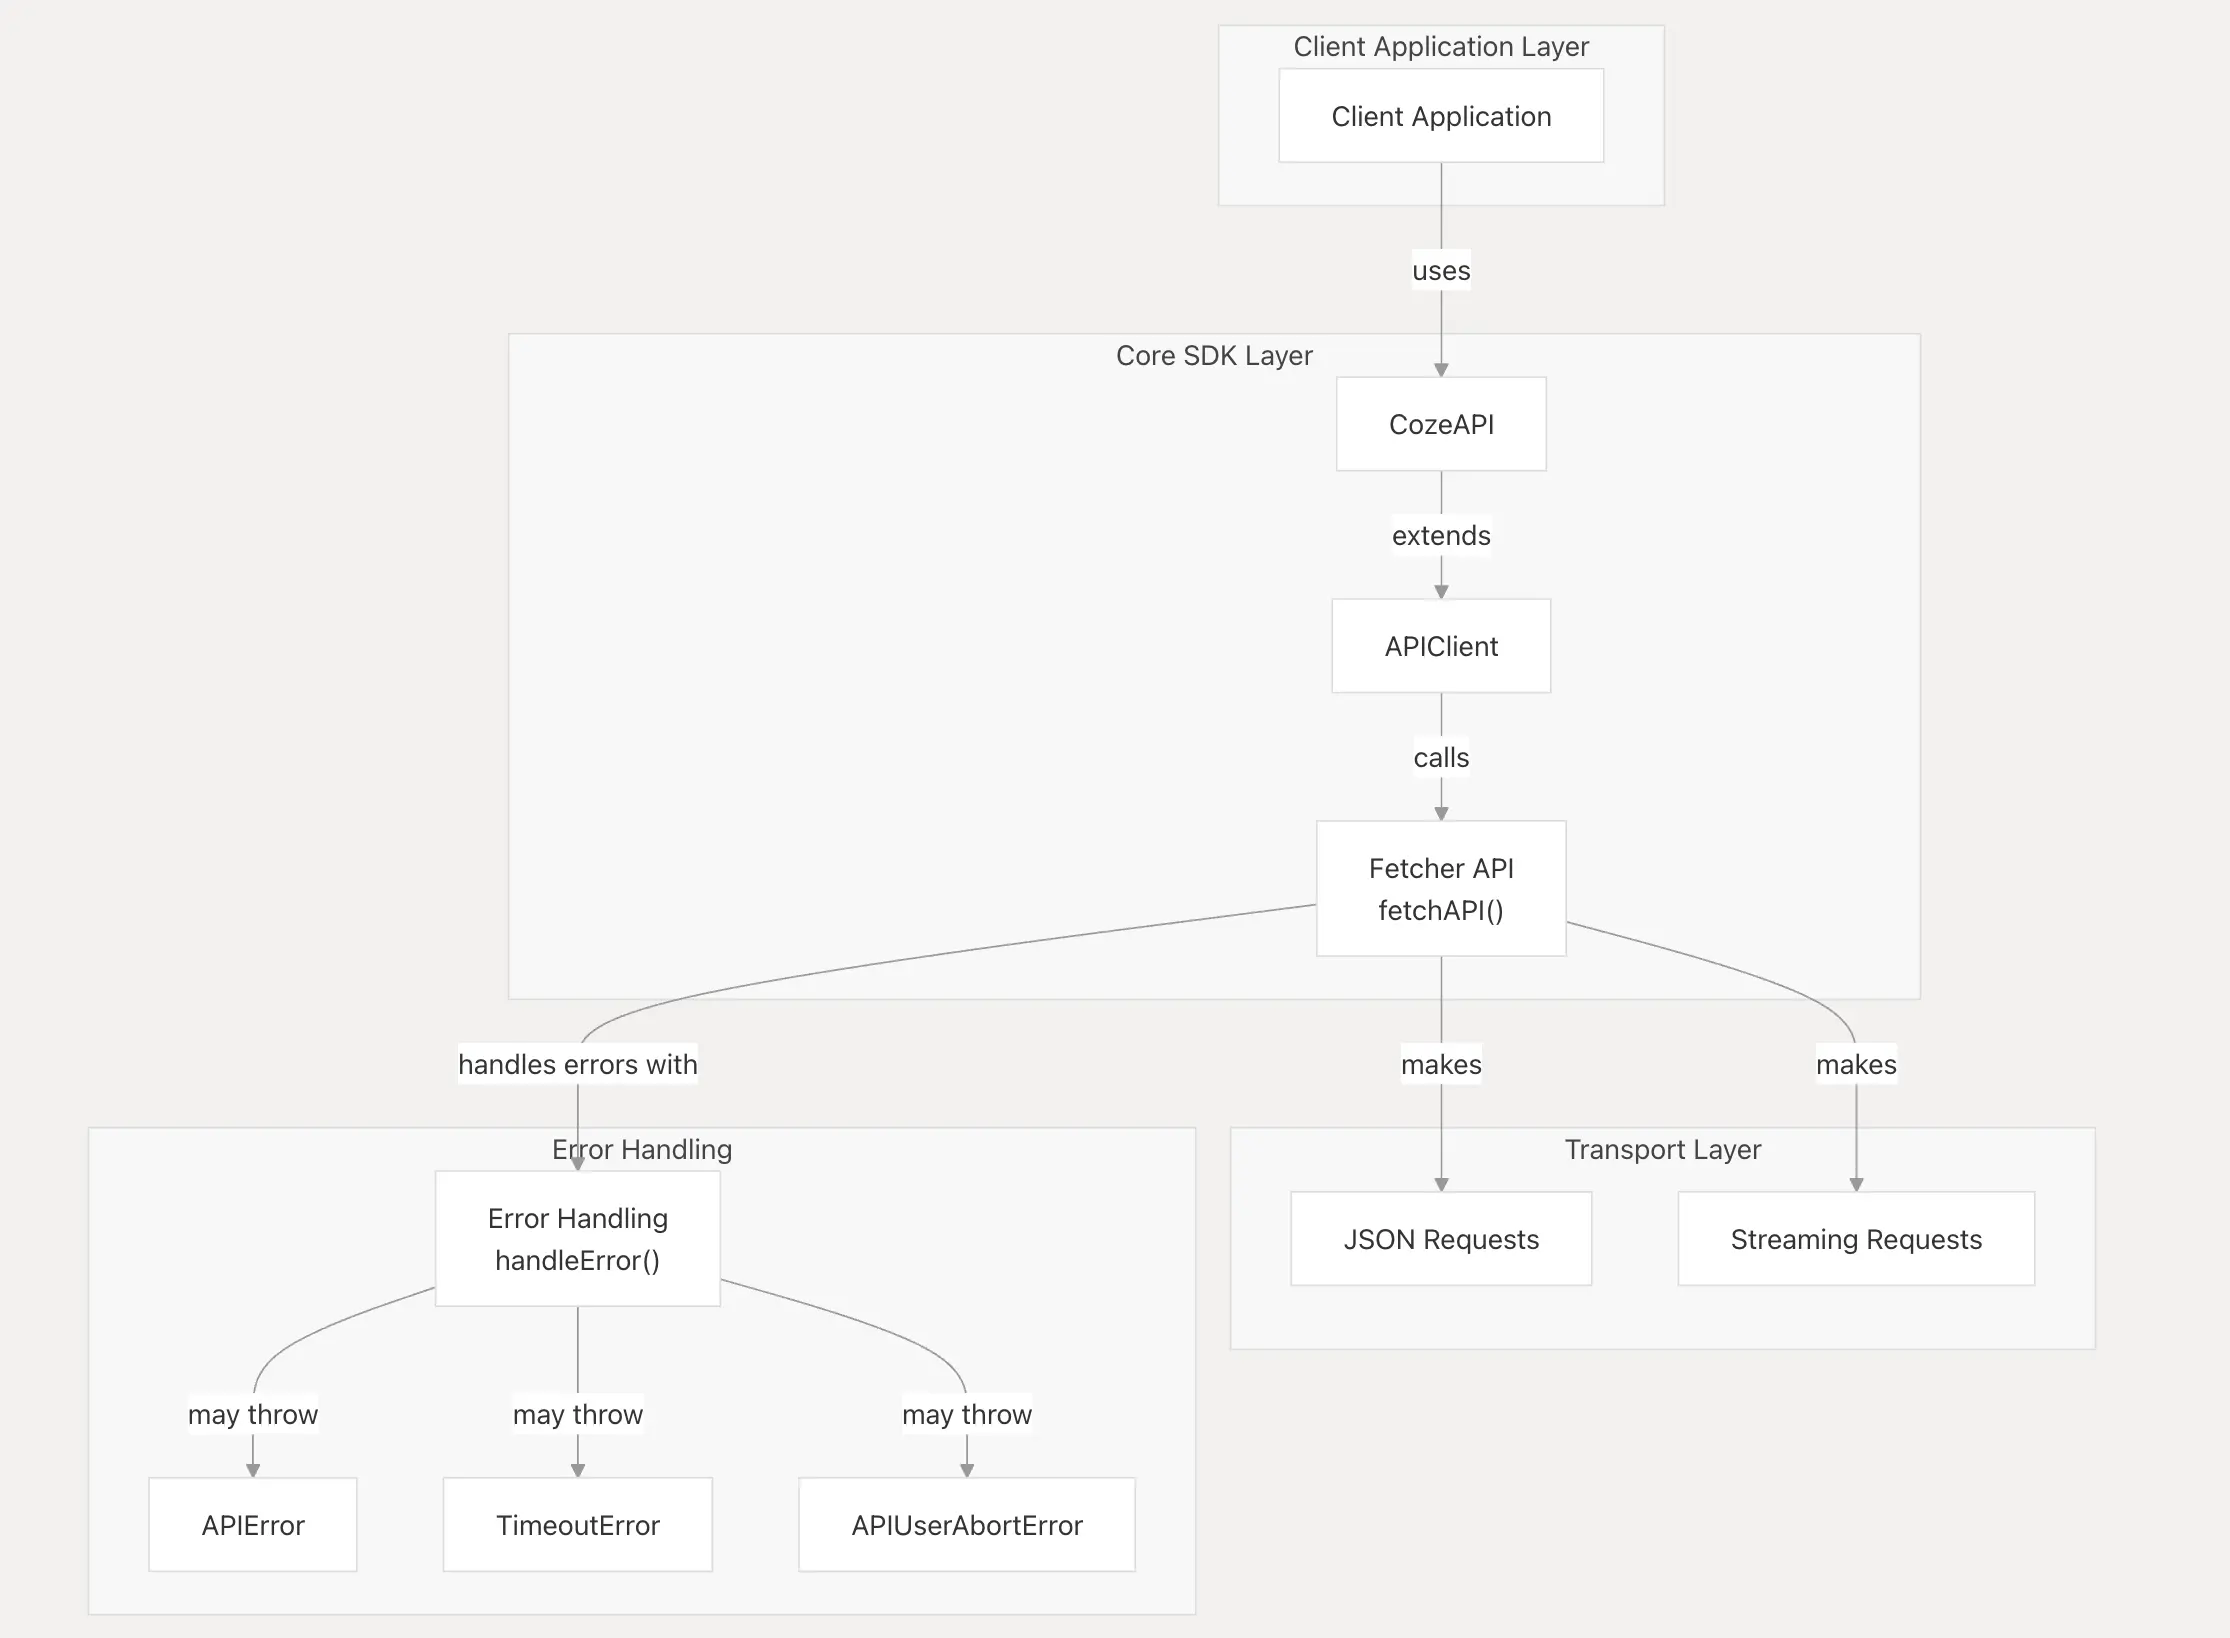 Client Application Layer
Client Application
uses
Core SDK Layer
CozeAPI
extends
APIClient
calls
Fetcher API
fetchAPI()
handles errors with
makes
makes
Error Handling
Transport Layer
Error Handling
handleError()
JSON Requests
Streaming Requests
may throw
may throw
may throw
APIError
TimeoutError
APIUserAbortError